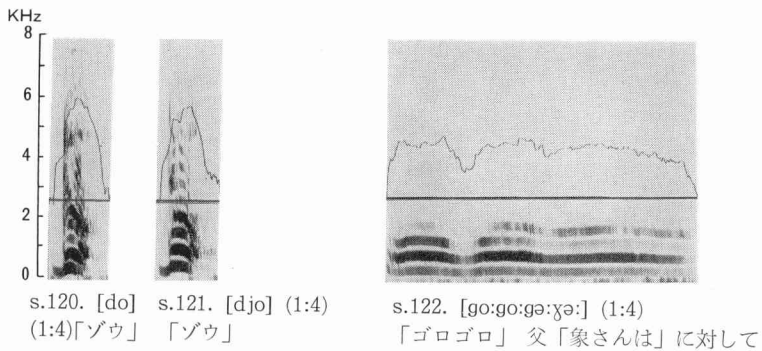 KHz
8
6
4
2
0
s.120. [do]
(1:4)「ゾウ」
s.121. [djo] (1:4)
「ゾウ」
s.122. [go:go:gə:ɣə:] (1:4)
「ゴロゴロ」 父「象さんは」に対して